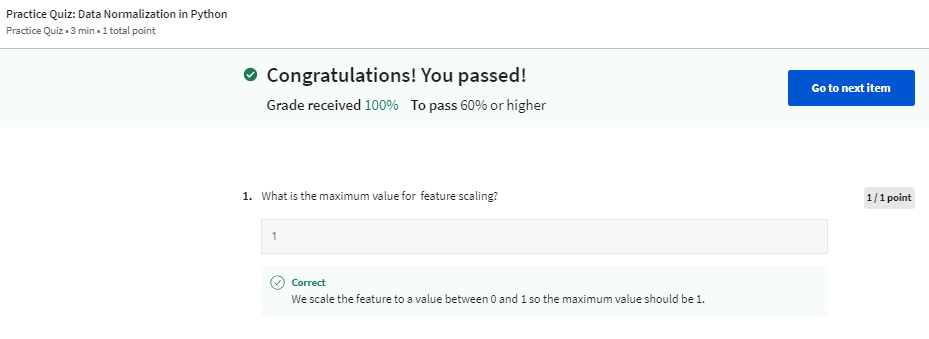 Practice Quiz: Data Normalization in Python
Practice Quiz • 3 min • 1 total point
Congratulations! You passed!
Grade received 100% To pass 60% or higher
Go to next item
1. What is the maximum value for feature scaling?
1 / 1 point
1
Correct
We scale the feature to a value between 0 and 1 so the maximum value should be 1.